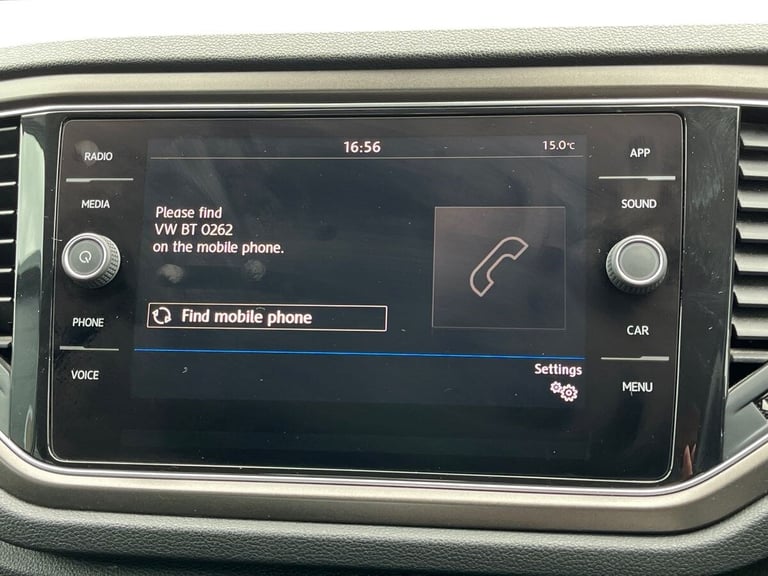 RADIO
MEDIA
PHONE
VOICE
16:56
15.0°C
Please find
VW BT 0262
on the mobile phone.
Find mobile phone
Settings
APP
SOUND
CAR
MENU